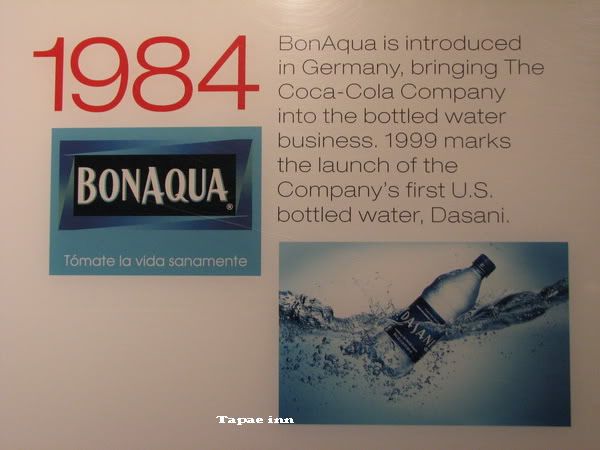 1984
BonAqua is introduced
in Germany, bringing The
Coca-Cola Company
into the bottled water
business. 1999 marks
the launch of the
Company's first U.S.
bottled water, Dasani.
BONAQUA®
Tómate la vida sanamente
DASANI
Tapae inn